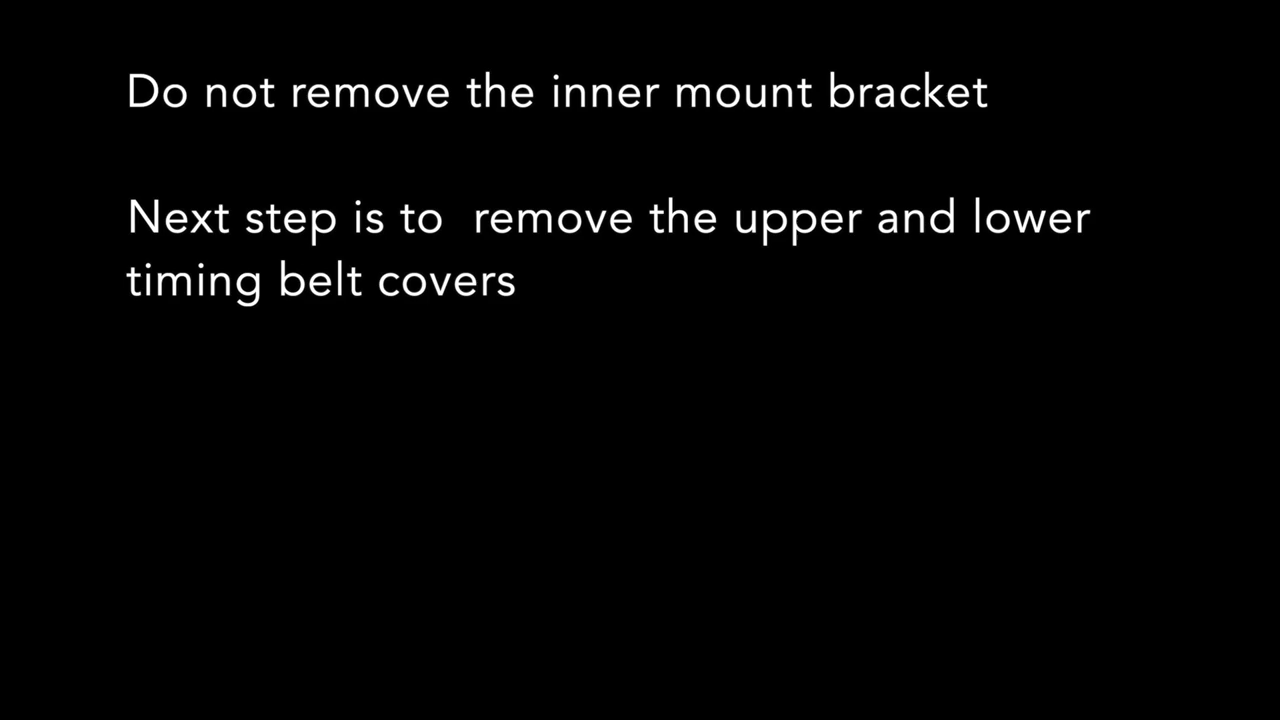 Do not remove the inner mount bracket
Next step is to  remove the upper and lower
timing belt covers